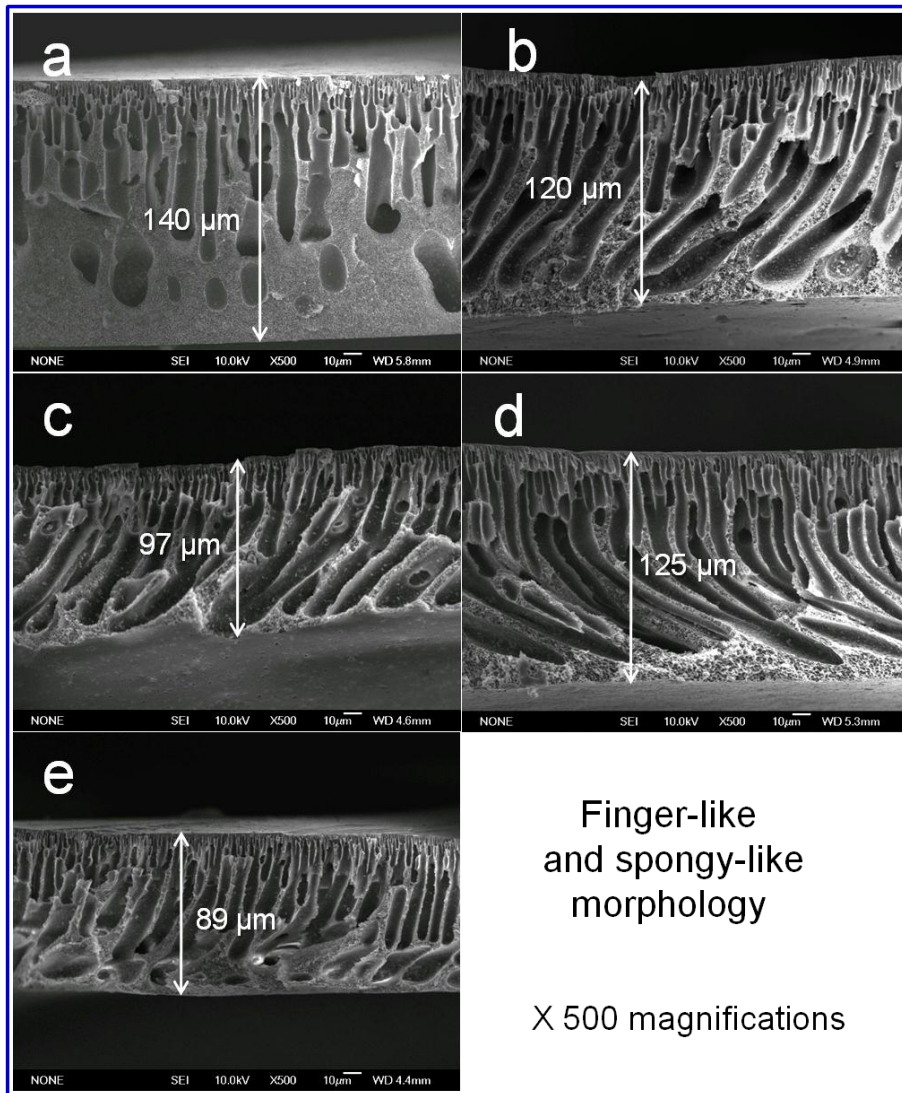 a
140 µm
NONE SEI 10.0kV X500 10µm WD 5.8mm
b
120 µm
NONE SEI 10.0kV X500 10µm WD 4.9mm
c
97 µm
NONE SEI 10.0kV X500 10µm WD 4.6mm
d
125 µm
NONE SEI 10.0kV X500 10µm WD 5.3mm
e
89 µm
NONE SEI 10.0kV X500 10µm WD 4.4mm
Finger-like
and spongy-like
morphology
X 500 magnifications